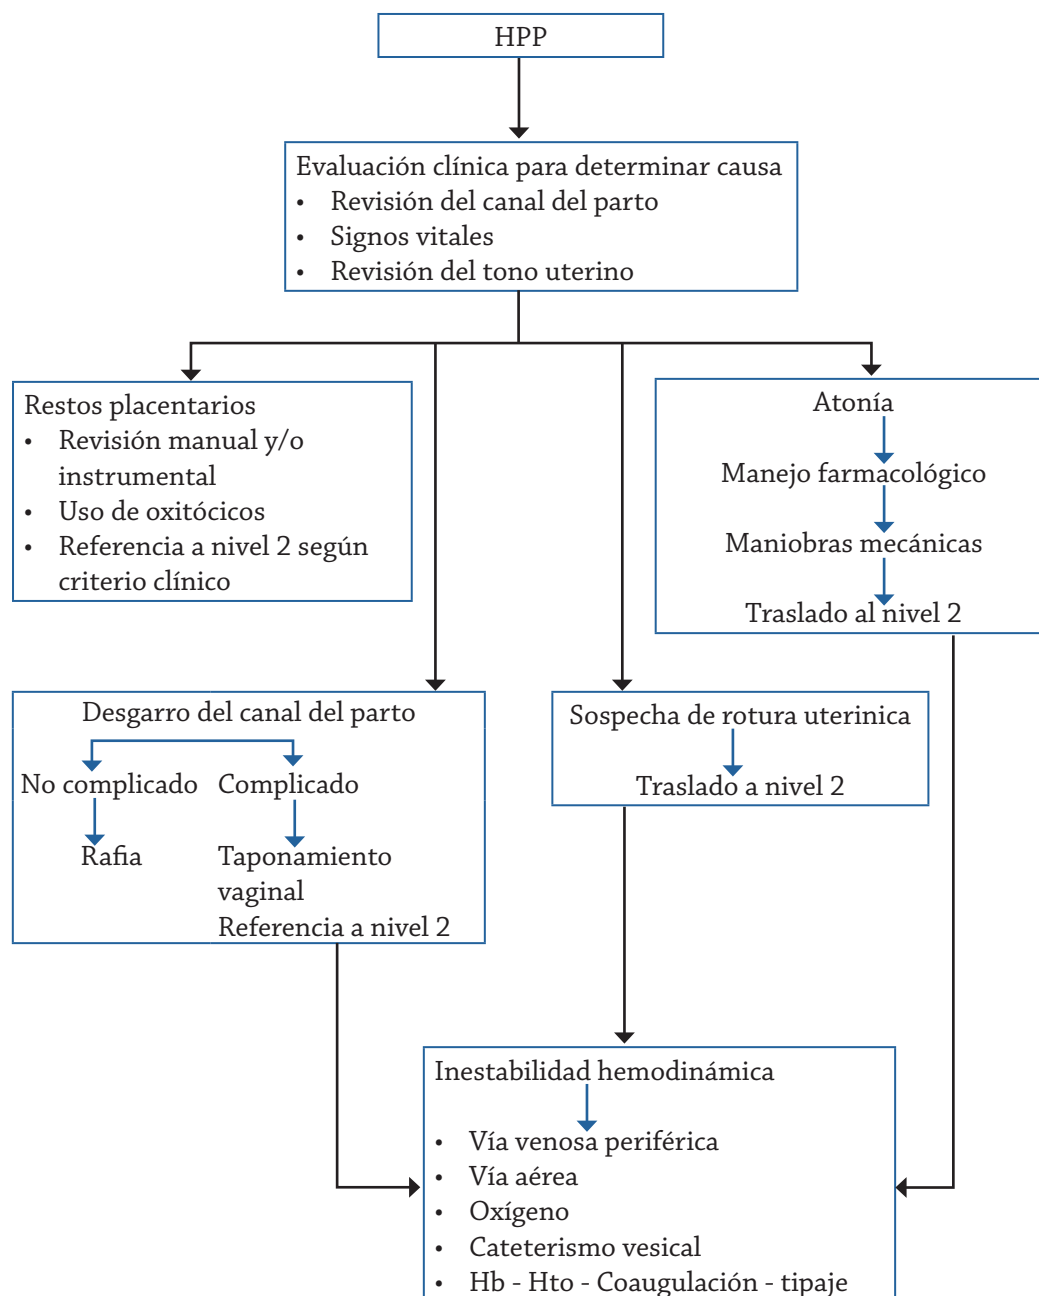 HPP
Evaluación clínica para determinar causa
• Revisión del canal del parto
• Signos vitales
• Revisión del tono uterino
Restos placentarios
• Revisión manual y/o
instrumental
• Uso de oxitócicos
• Referencia a nivel 2 según
criterio clínico
Atonía
Manejo farmacológico
Maniobras mecánicas
Traslado al nivel 2
Desgarro del canal del parto
No complicado
Rafia
Complicado
Taponamiento
vaginal
Referencia a nivel 2
Sospecha de rotura uterinica
Traslado a nivel 2
Inestabilidad hemodinámica
• Vía venosa periférica
• Vía aérea
• Oxígeno
• Cateterismo vesical
• Hb - Hto - Coaugulación - tipaje